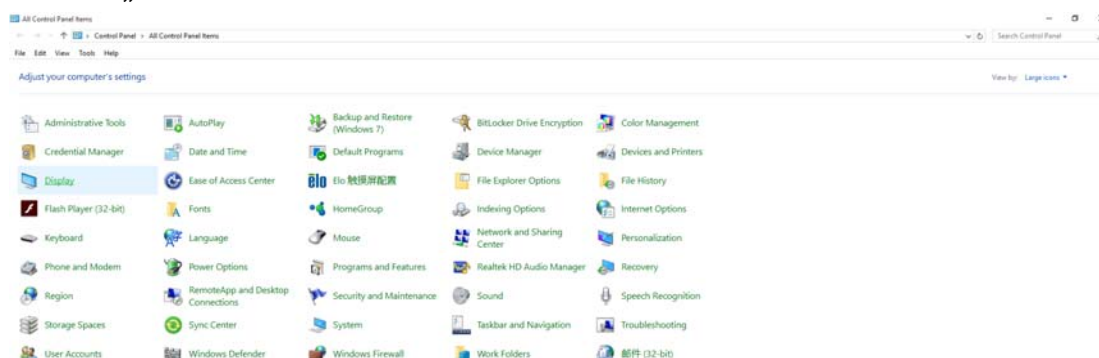 ”
All Control Panel Items
Control Panel > All Control Panel Items
Search Control Panel
File Edit View Tools Help
Adjust your computer's settings
View by: Large icons
Administrative Tools
AutoPlay
Backup and Restore
(Windows 7)
BitLocker Drive Encryption
Color Management
Credential Manager
Date and Time
Default Programs
Device Manager
Devices and Printers
Display
Ease of Access Center
elo
Elo 触摸屏配置
File Explorer Options
File History
Flash Player (32-bit)
Fonts
HomeGroup
Indexing Options
Internet Options
Keyboard
Language
Mouse
Network and Sharing
Center
Personalization
Phone and Modem
Power Options
Programs and Features
Realtek HD Audio Manager
Recovery
Region
RemoteApp and Desktop
Connections
Security and Maintenance
Sound
Speech Recognition
Storage Spaces
Sync Center
System
Taskbar and Navigation
Troubleshooting
User Accounts
Windows Defender
Windows Firewall
Work Folders
邮件 (32-bit)